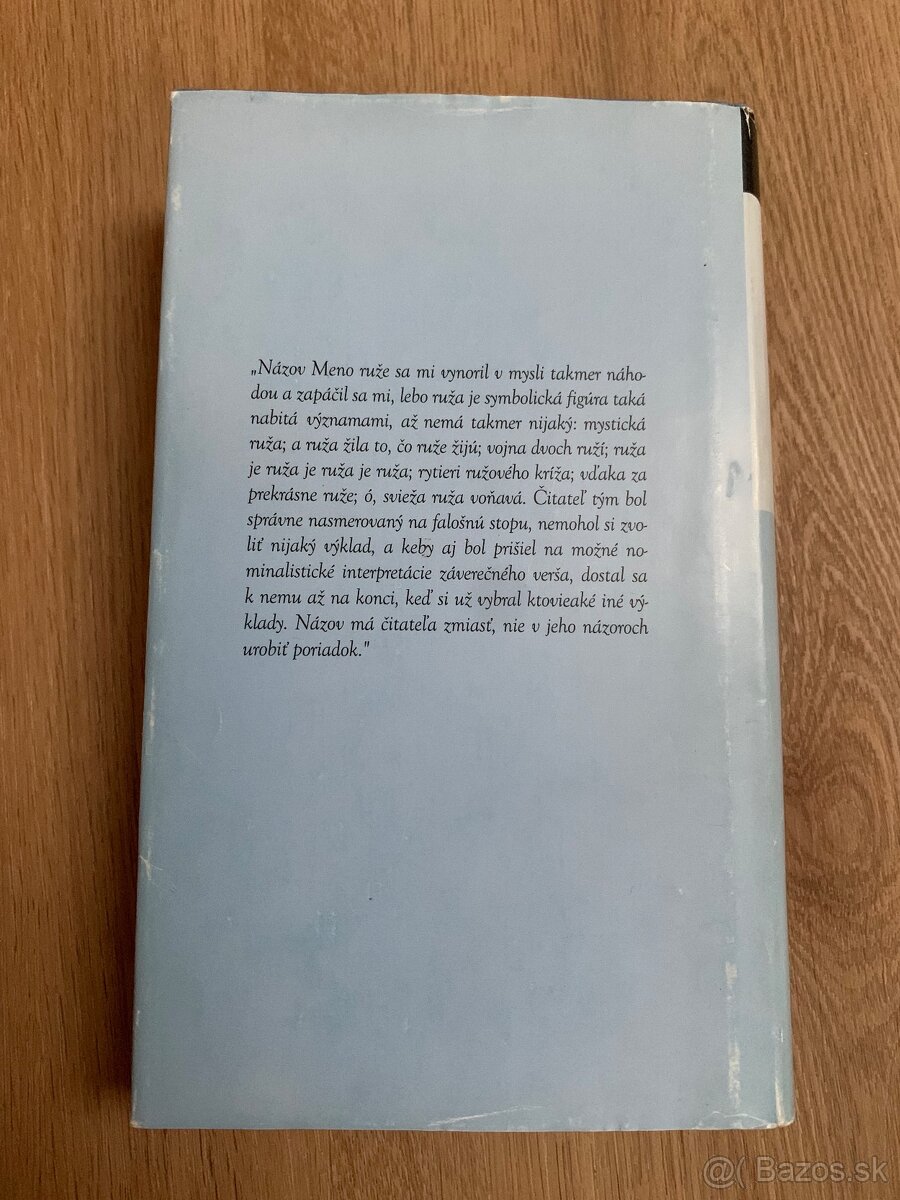 „Názov Meno ruže sa mi vynoril v mysli takmer náho-
dou a zapáčil sa mi, lebo ruža je symbolická figúra taká
nabitá významami, až nemá takmer nijaký: mystická
ruža; a ruža žila to, čo ruže žijú; vojna dvoch ruží; ruža
je ruža je ruža je ruža; rytieri ružového kríža; vďaka za
prekrásne ruže; ó, svieža ruža voňavá. Čitateľ tým bol
správne nasmerovaný na falošnú stopu, nemohol si zvo-
liť nijaký výklad, a keby aj bol prišiel na možné no-
minalistické interpretácie záverečného verša, dostal sa
k nemu až na konci, keď si už vybral ktovieaké iné vý-
klady. Názov má čitateľa zmiasť, nie v jeho názoroch
urobiť poriadok."
@( Bazos.sk